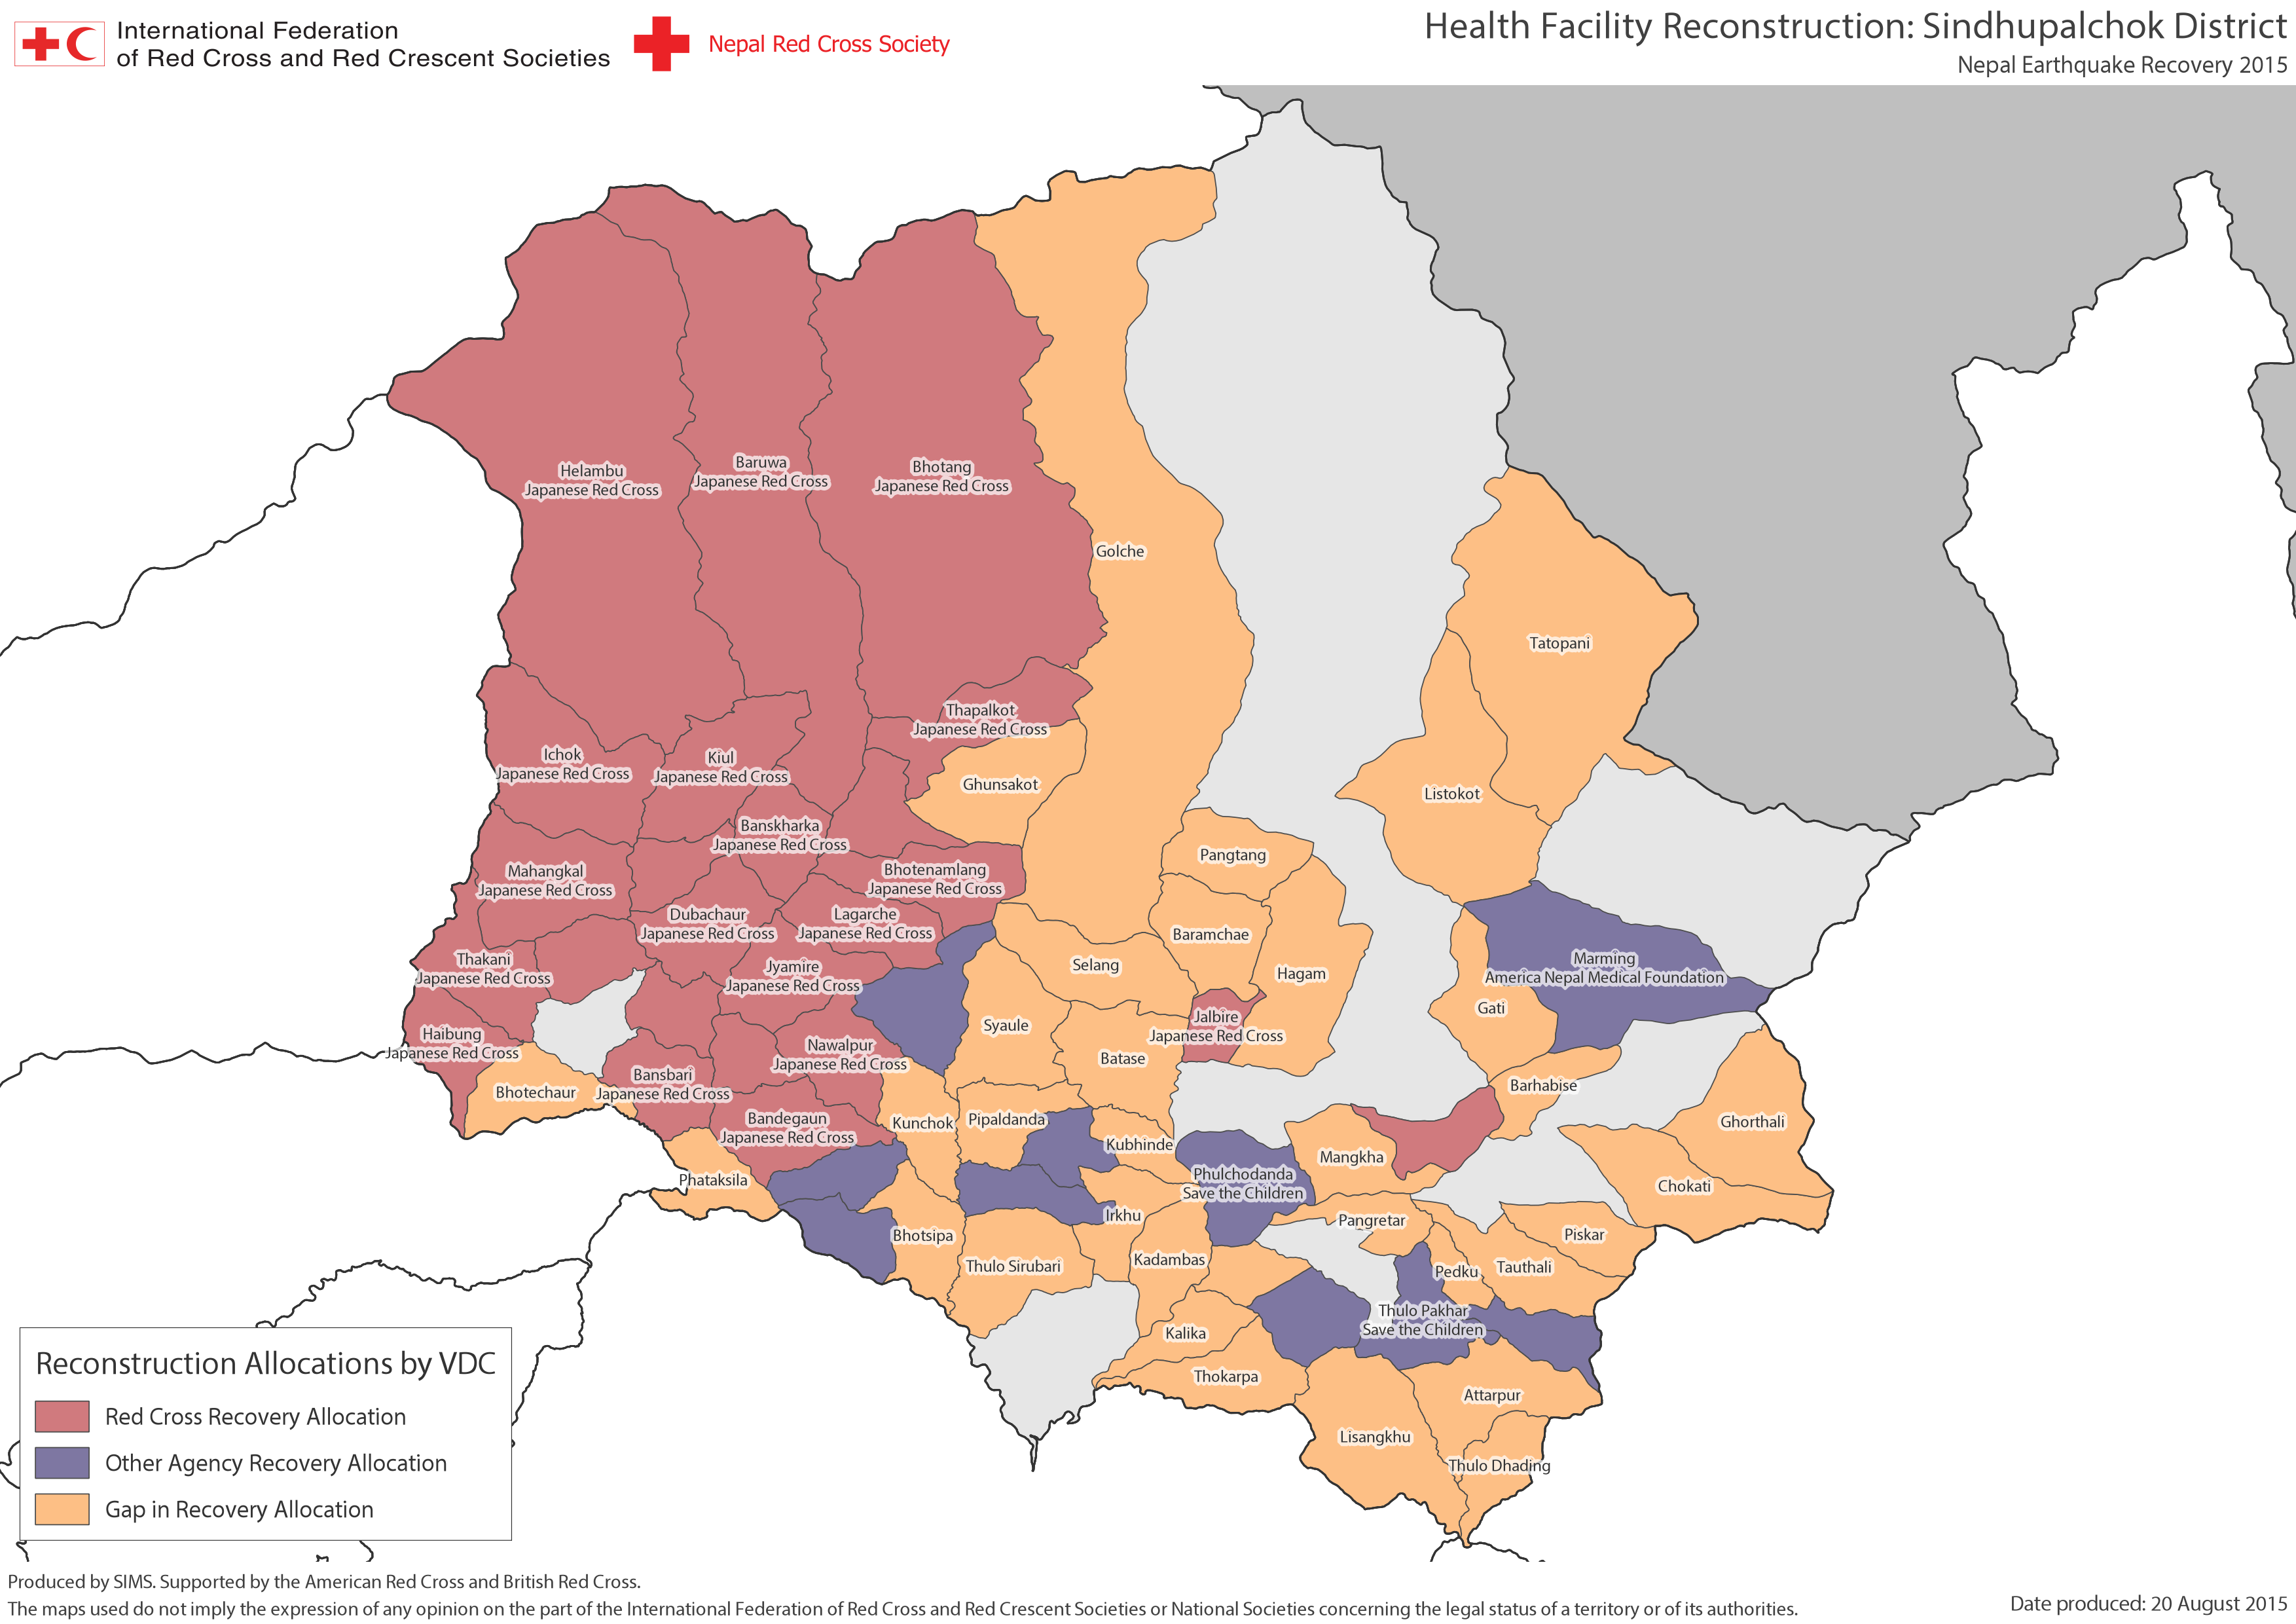 International Federation
of Red Cross and Red Crescent Societies
Nepal Red Cross Society
Health Facility Reconstruction: Sindhupalchok District
Nepal Earthquake Recovery 2015
Helambu
Japanese Red Cross
Baruwa
Japanese Red Cross
Bhotang
Japanese Red Cross
Golche
Tatopani
Thapalkot
Japanese Red Cross
Ichok
Japanese Red Cross
Kiul
Japanese Red Cross
Ghunsakot
Listokot
Banskharka
Japanese Red Cross
Pangtang
Mahangkal
Japanese Red Cross
Bhotenamlang
Japanese Red Cross
Dubachaur
Japanese Red Cross
Lagarche
Japanese Red Cross
Baramchae
Thakani
Japanese Red Cross
Jyamire
Japanese Red Cross
Selang
Hagam
Marming
America Nepal Medical Foundation
Gati
Syaule
Jalbire
Japanese Red Cross
Haibung
Japanese Red Cross
Nawalpur
Japanese Red Cross
Batase
Bhotechaur
Bansbari
Japanese Red Cross
Barhabise
Bandegaun
Japanese Red Cross
Kunchok
Pipaldanda
Ghorthali
Kubhinde
Mangkha
Phataksila
Phulchodanda
Save the Children
Chokati
Irkhu
Pangretar
Bhotsipa
Piskar
Thulo Sirubari
Kadambas
Pedku
Tauthali
Thulo Pakhar
Save the Children
Kalika
Thokarpa
Attarpur
Lisangkhu
Thulo Dhading
Reconstruction Allocations by VDC
Red Cross Recovery Allocation
Other Agency Recovery Allocation
Gap in Recovery Allocation
Produced by SIMS. Supported by the American Red Cross and British Red Cross.
The maps used do not imply the expression of any opinion on the part of the International Federation of Red Cross and Red Crescent Societies or National Societies concerning the legal status of a territory or of its authorities.
Date produced: 20 August 2015